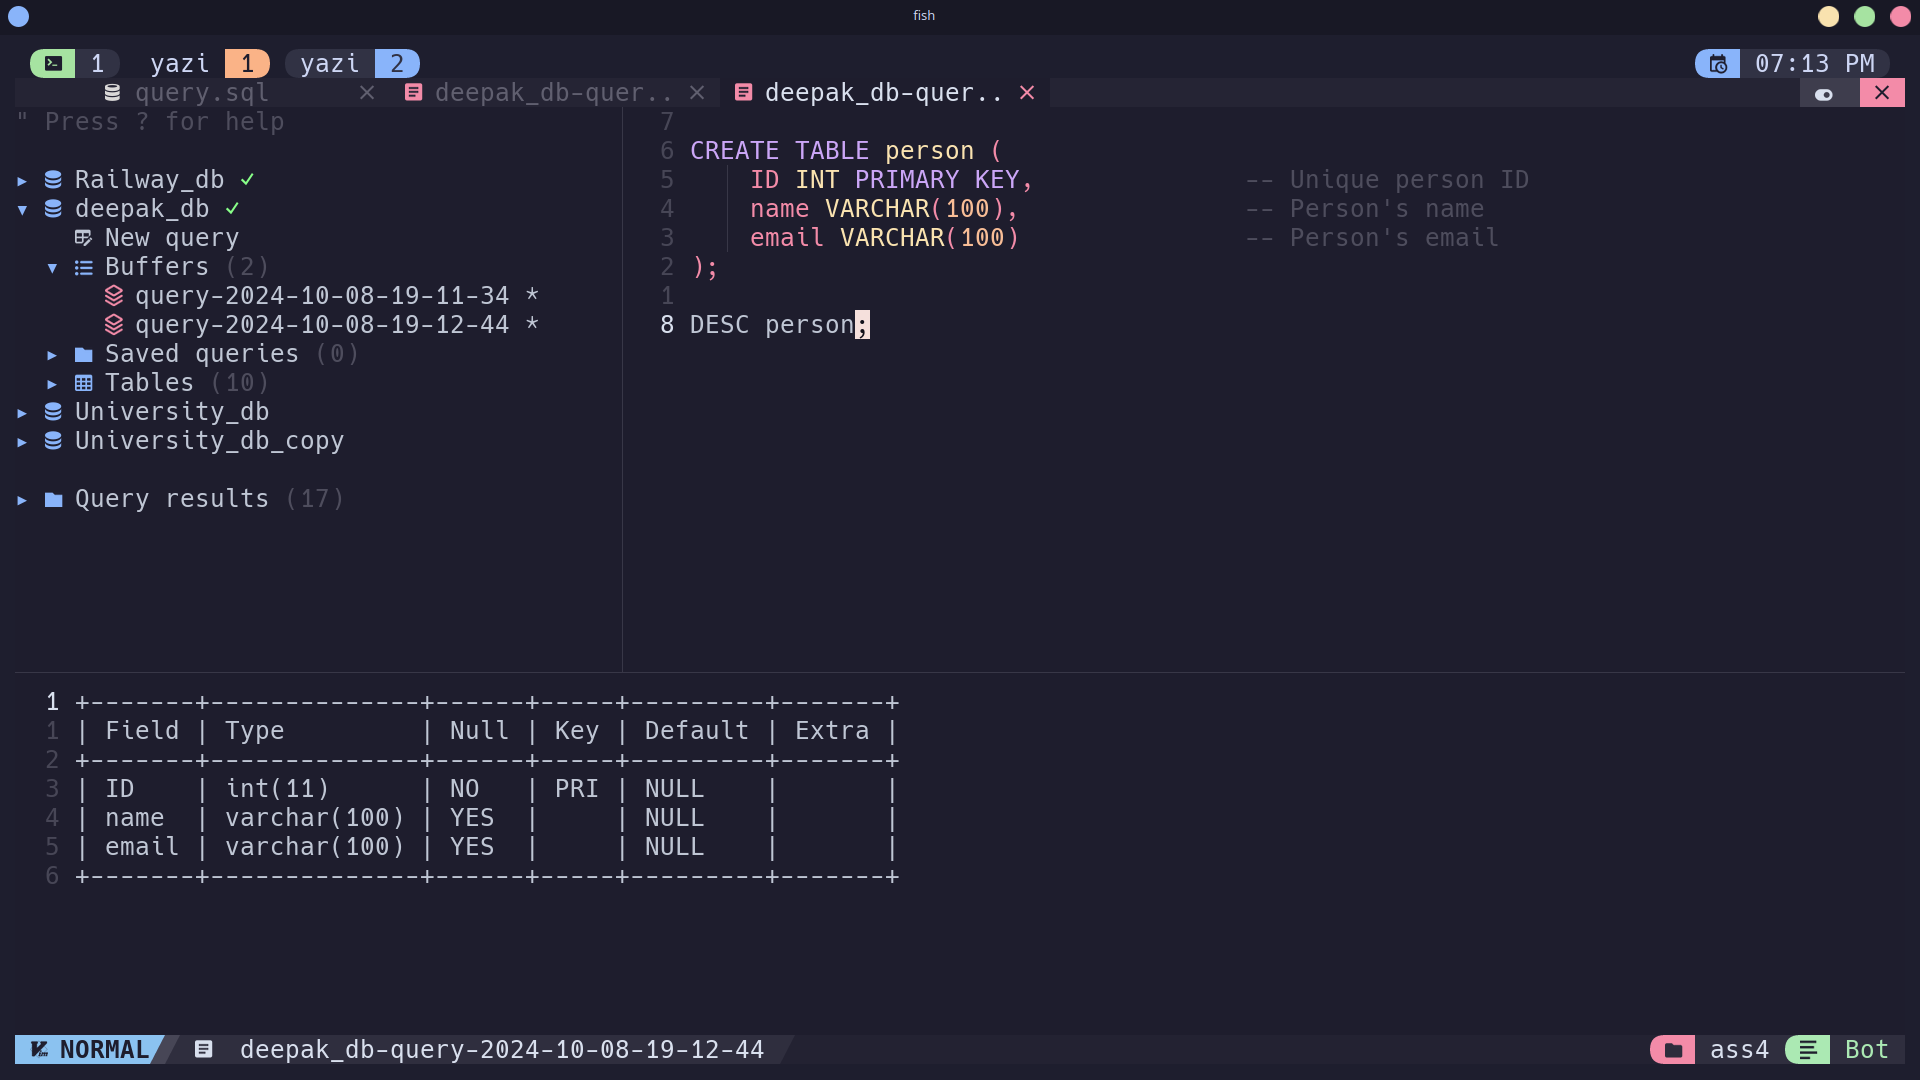 fish
1 yazi 1 yazi 2 07:13 PM
query.sql deepak_db-quer.. deepak_db-quer..
" Press ? for help
Railway_db ✓
deepak_db ✓
New query
Buffers (2)
query-2024-10-08-19-11-34 *
query-2024-10-08-19-12-44 *
Saved queries (0)
Tables (10)
University_db
University_db_copy
Query results (17)
7
6 CREATE TABLE person (
5 ID INT PRIMARY KEY, -- Unique person ID
4 name VARCHAR(100), -- Person's name
3 email VARCHAR(100) -- Person's email
2 );
1
8 DESC person;
1 +-------+--------------+------+-----+---------+-------+
1 | Field | Type         | Null | Key | Default | Extra |
2 +-------+--------------+------+-----+---------+-------+
3 | ID    | int(11)      | NO   | PRI | NULL    |       |
4 | name  | varchar(100) | YES  |     | NULL    |       |
5 | email | varchar(100) | YES  |     | NULL    |       |
6 +-------+--------------+------+-----+---------+-------+
NORMAL deepak_db-query-2024-10-08-19-12-44 ass4 Bot